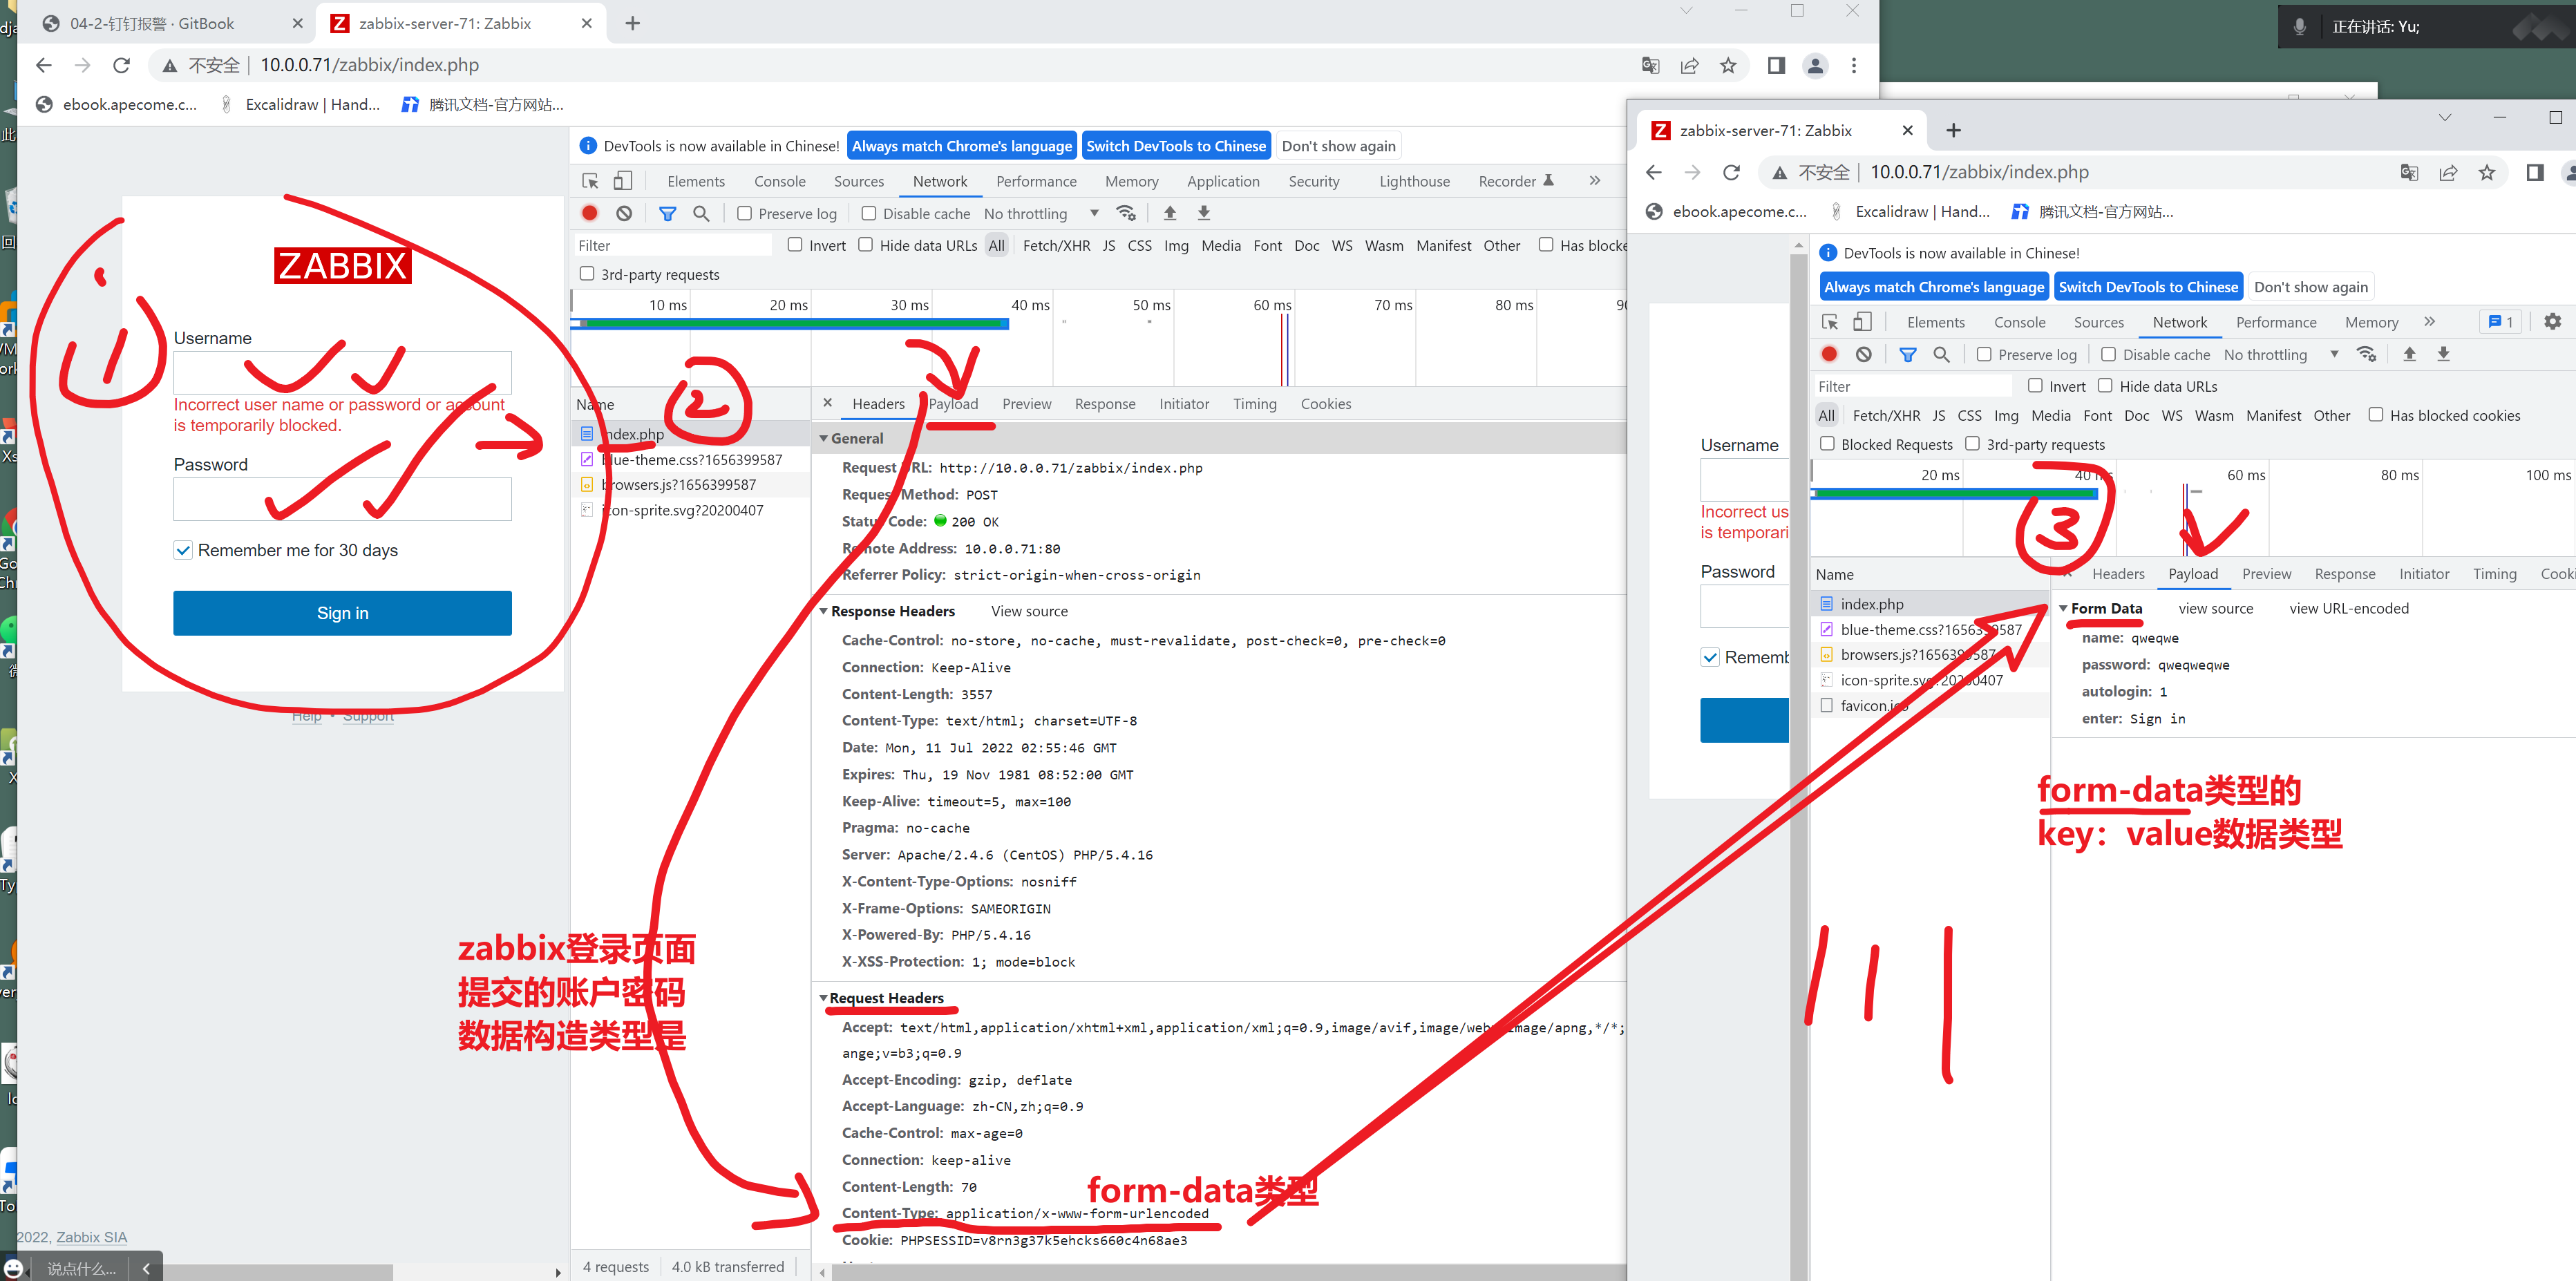 04-2-钉钉报警 · GitBook
zabbix-server-71: Zabbix
正在讲话: Yu;
不安全
10.0.0.71/zabbix/index.php
ebook.apecome.c...
Excalidraw | Hand...
腾讯文档-官方网站...
ZABBIX
Username
Incorrect user name or password or account
is temporarily blocked.
Password
Remember me for 30 days
Sign in
Help • Support
2022, Zabbix SIA
说点什么...
1
zabbix登录页面
提交的账户密码
数据构造类型是
DevTools is now available in Chinese!
Always match Chrome's language
Switch DevTools to Chinese
Don't show again
Elements Console Sources Network Performance Memory Application Security Lighthouse Recorder
Preserve log Disable cache No throttling
Filter Invert Hide data URLs All Fetch/XHR JS CSS Img Media Font Doc WS Wasm Manifest Other Has blocke
3rd-party requests
10 ms 20 ms 30 ms 40 ms 50 ms 60 ms 70 ms 80 ms
2
Name
index.php
blue-theme.css?1656399587
browsers.js?1656399587
icon-sprite.svg?20200407
4 requests 4.0 kB transferred
Headers Payload Preview Response Initiator Timing Cookies
General
Request URL: http://10.0.0.71/zabbix/index.php
Request Method: POST
Status Code: 200 OK
Remote Address: 10.0.0.71:80
Referrer Policy: strict-origin-when-cross-origin
Response Headers View source
Cache-Control: no-store, no-cache, must-revalidate, post-check=0, pre-check=0
Connection: Keep-Alive
Content-Length: 3557
Content-Type: text/html; charset=UTF-8
Date: Mon, 11 Jul 2022 02:55:46 GMT
Expires: Thu, 19 Nov 1981 08:52:00 GMT
Keep-Alive: timeout=5, max=100
Pragma: no-cache
Server: Apache/2.4.6 (CentOS) PHP/5.4.16
X-Content-Type-Options: nosniff
X-Frame-Options: SAMEORIGIN
X-Powered-By: PHP/5.4.16
X-XSS-Protection: 1; mode=block
Request Headers
Accept: text/html,application/xhtml+xml,application/xml;q=0.9,image/avif,image/webp,image/apng,*/*;
ange;v=b3;q=0.9
Accept-Encoding: gzip, deflate
Accept-Language: zh-CN,zh;q=0.9
Cache-Control: max-age=0
Connection: keep-alive
Content-Length: 70
form-data类型
Content-Type: application/x-www-form-urlencoded
Cookie: PHPSESSID=v8rn3g37k5ehcks660c4n68ae3
zabbix-server-71: Zabbix
不安全
10.0.0.71/zabbix/index.php
ebook.apecome.c...
Excalidraw | Hand...
腾讯文档-官方网站...
Username
Incorrect us
is temporari
Password
Rememb
DevTools is now available in Chinese!
Always match Chrome's language
Switch DevTools to Chinese
Don't show again
Elements Console Sources Network Performance Memory 1
Preserve log Disable cache No throttling
Filter Invert Hide data URLs
All Fetch/XHR JS CSS Img Media Font Doc WS Wasm Manifest Other Has blocked cookies
Blocked Requests 3rd-party requests
20 ms 40 ms 60 ms 80 ms 100 ms
3
Name
index.php
blue-theme.css?1656399587
browsers.js?1656399587
icon-sprite.svg?20200407
favicon.ico
Headers Payload Preview Response Initiator Timing Cooki
Form Data view source view URL-encoded
name: qweqwe
password: qweqweqwe
autologin: 1
enter: Sign in
form-data类型的
key：value数据类型